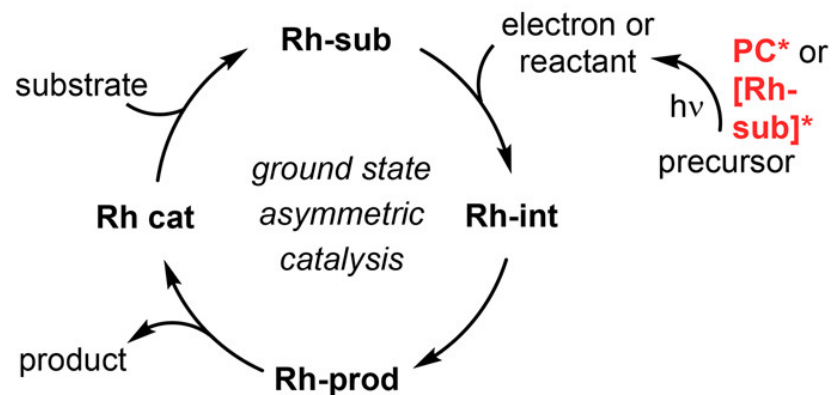 Rh-sub
electron or
reactant
PC* or
[Rh-
sub]*
hν
precursor
substrate
ground state
asymmetric
catalysis
Rh cat
Rh-int
product
Rh-prod